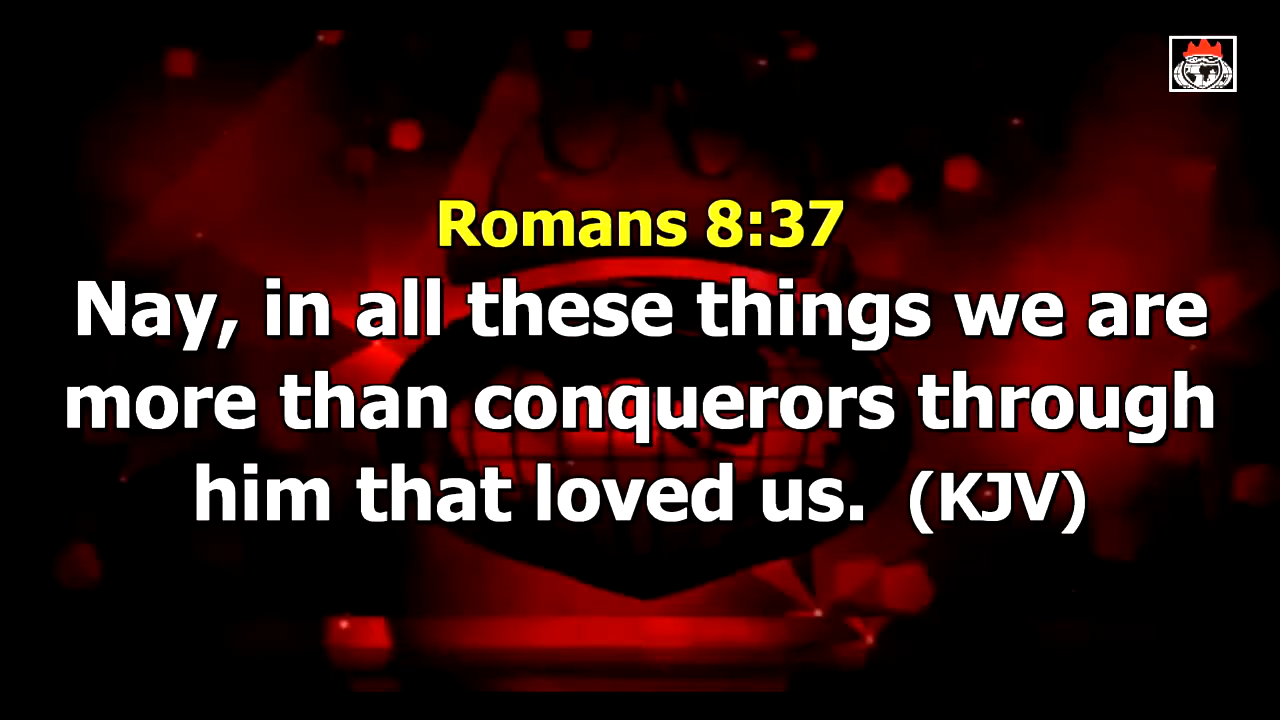 Romans 8:37
Nay, in all these things we are
more than conquerors through
him that loved us.  (KJV)